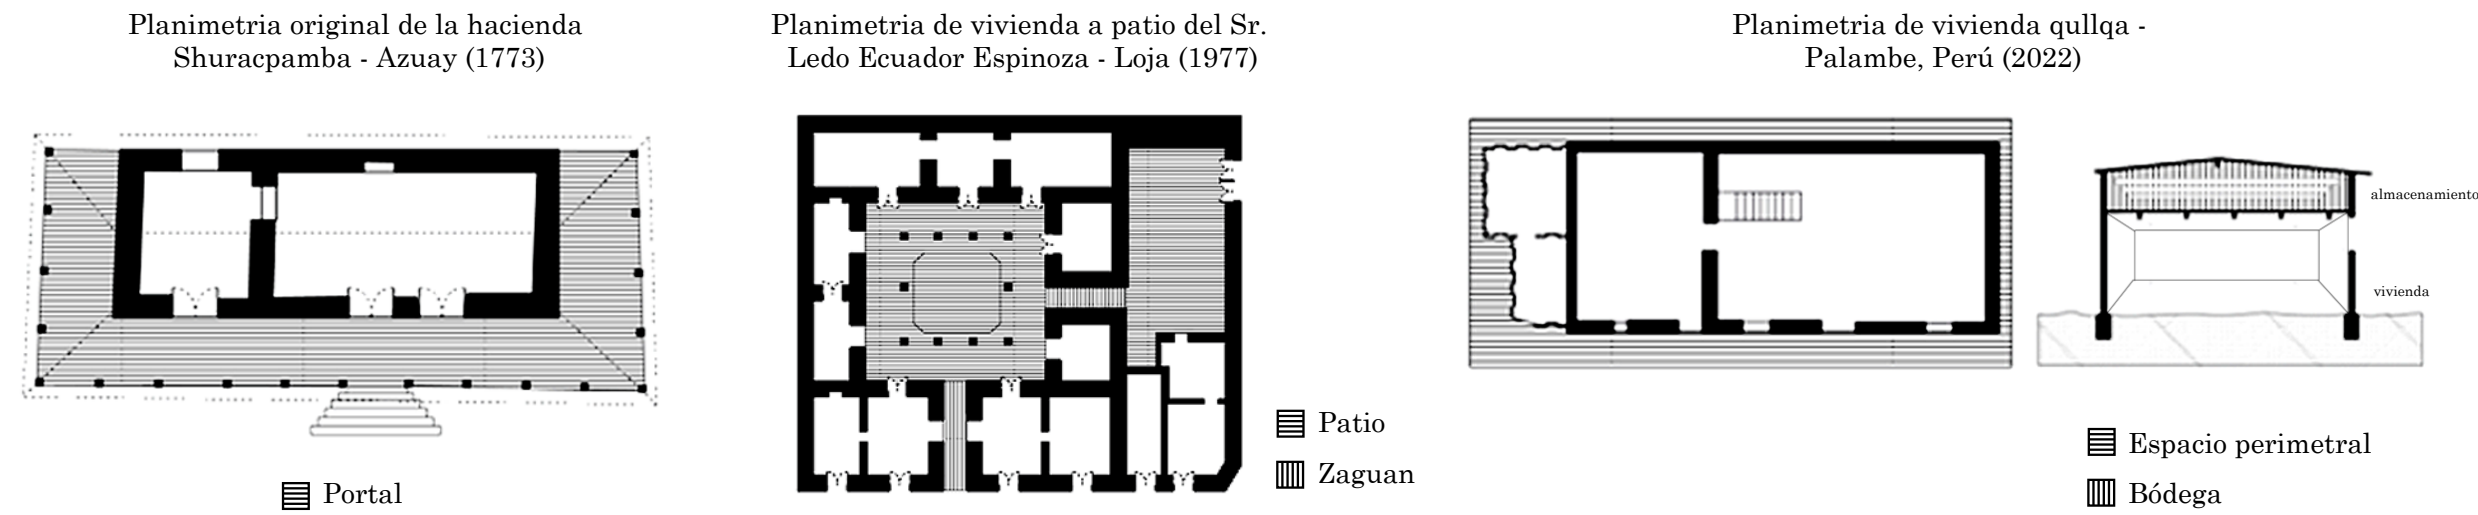 Planimetria original de la hacienda
Shuracpamba - Azuay (1773)
Portal
Planimetria de vivienda a patio del Sr.
Ledo Ecuador Espinoza - Loja (1977)
Patio
Zaguan
Planimetria de vivienda qullqa -
Palambe, Perú (2022)
almacenamiento
vivienda
Espacio perimetral
Bódega